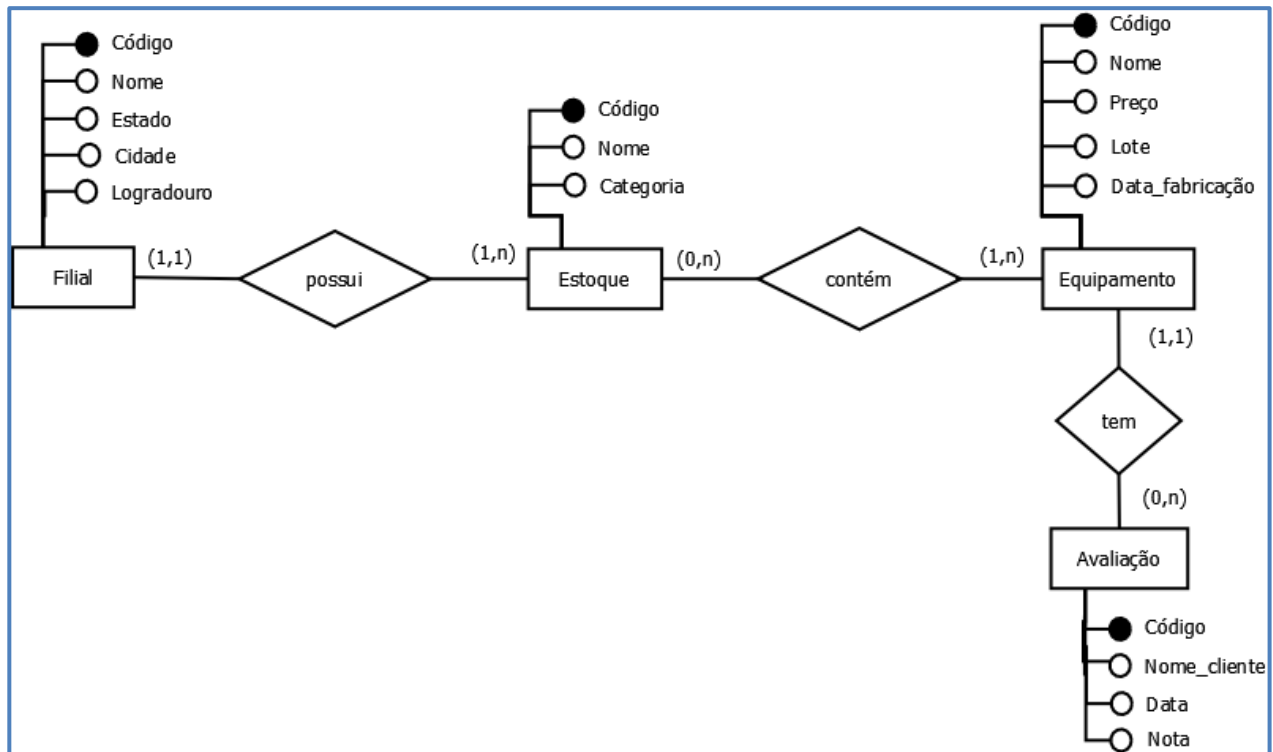 Código
Nome
Estado
Cidade
Logradouro
Filial
(1,1)
possui
(1,n)
Código
Nome
Categoria
Estoque
(0,n)
contém
(1,n)
Código
Nome
Preço
Lote
Data_fabricação
Equipamento
(1,1)
tem
(0,n)
Avaliação
Código
Nome_cliente
Data
Nota